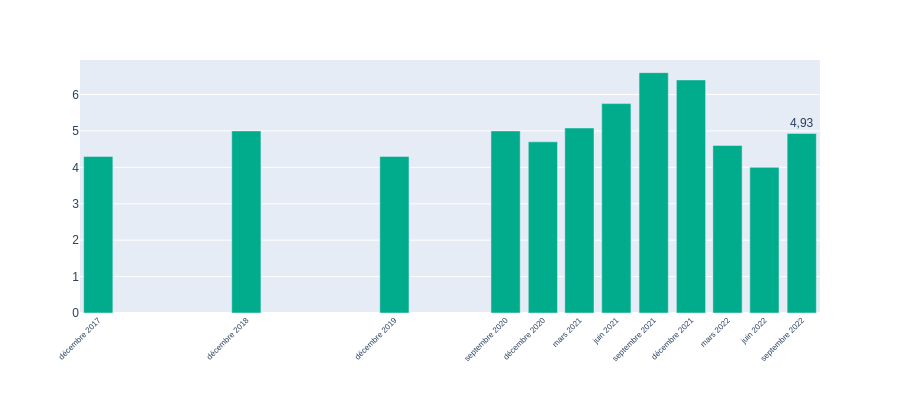 6
5
4
3
2
1
0
4,93
décembre 2017
décembre 2018
décembre 2019
septembre 2020
décembre 2020
mars 2021
juin 2021
septembre 2021
décembre 2021
mars 2022
juin 2022
septembre 2022